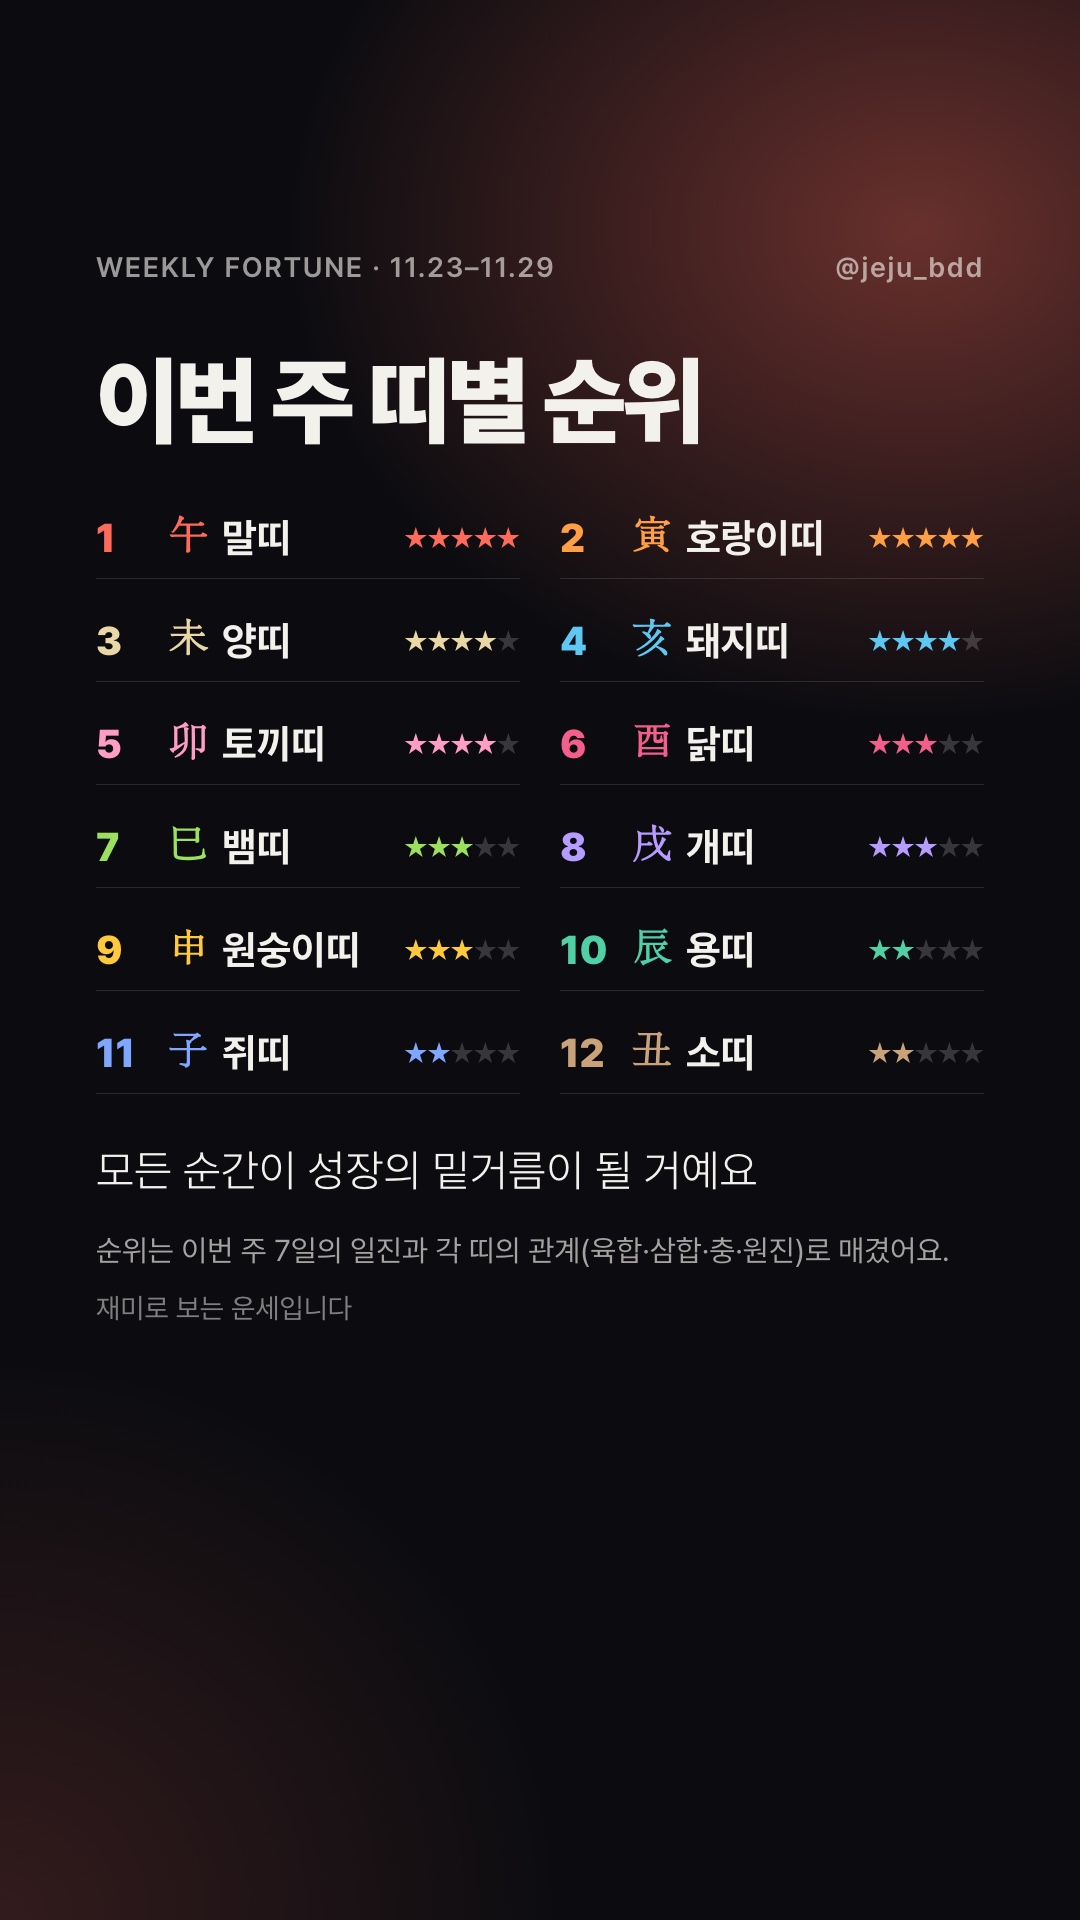 WEEKLY FORTUNE · 11.23–11.29 @jeju_bdd
이번 주 띠별 순위
1 午 말띠 ★★★★★ 2 寅 호랑이띠 ★★★★★
3 未 양띠 ★★★★★ 4 亥 돼지띠 ★★★★★
5 卯 토끼띠 ★★★★★ 6 酉 닭띠 ★★★★★
7 巳 뱀띠 ★★★★★ 8 戌 개띠 ★★★★★
9 申 원숭이띠 ★★★★★ 10 辰 용띠 ★★★★★
11 子 쥐띠 ★★★★★ 12 丑 소띠 ★★★★★
모든 순간이 성장의 밑거름이 될 거예요
순위는 이번 주 7일의 일진과 각 띠의 관계(육합·삼합·충·원진)로 매겼어요.
재미로 보는 운세입니다